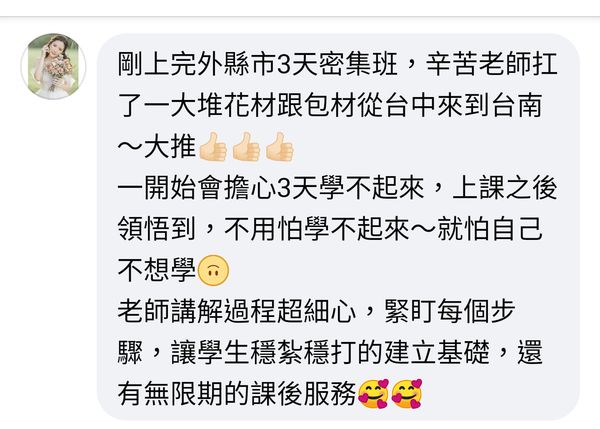 剛上完外縣市3天密集班，辛苦老師扛
了一大堆花材跟包材從台中來到台南
～大推👍🏻👍🏻👍🏻
一開始會擔心3天學不起來，上課之後
領悟到，不用怕學不起來～就怕自己
不想學🙃
老師講解過程超細心，緊盯每個步
驟，讓學生穩紮穩打的建立基礎，還
有無限期的課後服務🥰🥰